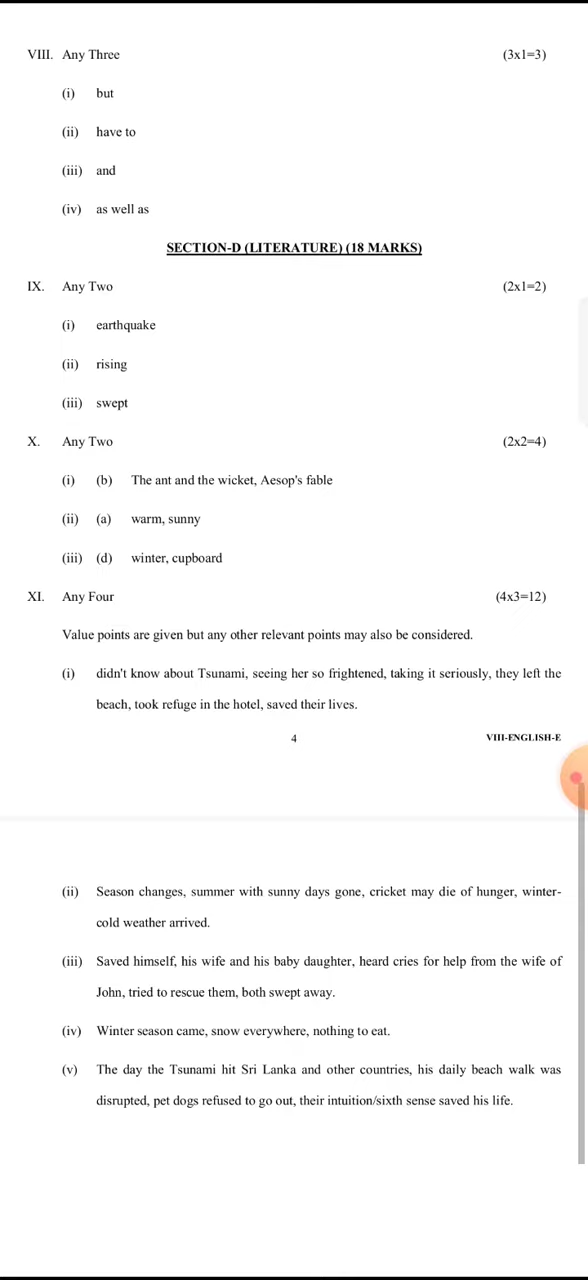 VIII. Any Three (3x1=3)
(i) but
(ii) have to
(iii) and
(iv) as well as
SECTION-D (LITERATURE) (18 MARKS)
IX. Any Two (2x1=2)
(i) earthquake
(ii) rising
(iii) swept
X. Any Two (2x2=4)
(i) (b) The ant and the wicket, Aesop's fable
(ii) (a) warm, sunny
(iii) (d) winter, cupboard
XI. Any Four (4x3=12)
Value points are given but any other relevant points may also be considered.
(i) didn't know about Tsunami, seeing her so frightened, taking it seriously, they left the
beach, took refuge in the hotel, saved their lives.
4 VIII-ENGLISH-E
(ii) Season changes, summer with sunny days gone, cricket may die of hunger, winter-
cold weather arrived.
(iii) Saved himself, his wife and his baby daughter, heard cries for help from the wife of
John, tried to rescue them, both swept away.
(iv) Winter season came, snow everywhere, nothing to eat.
(v) The day the Tsunami hit Sri Lanka and other countries, his daily beach walk was
disrupted, pet dogs refused to go out, their intuition/sixth sense saved his life.